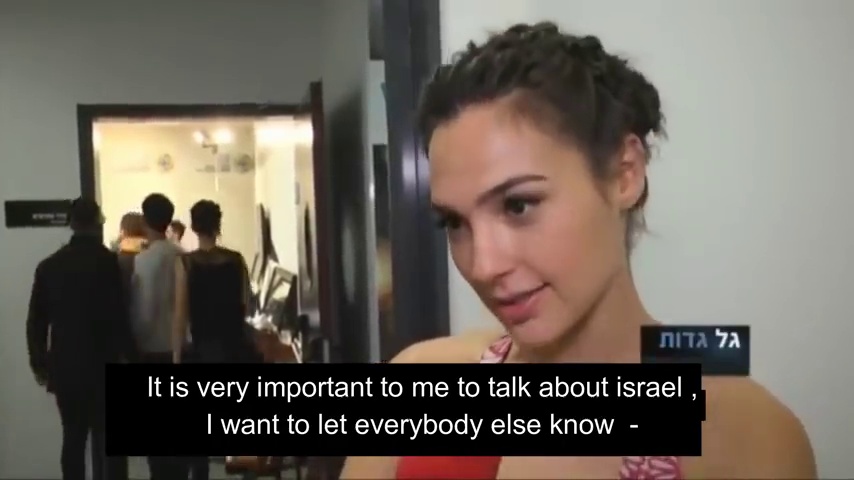 גל גדות
It is very important to me to talk about israel ,
I want to let everybody else know -